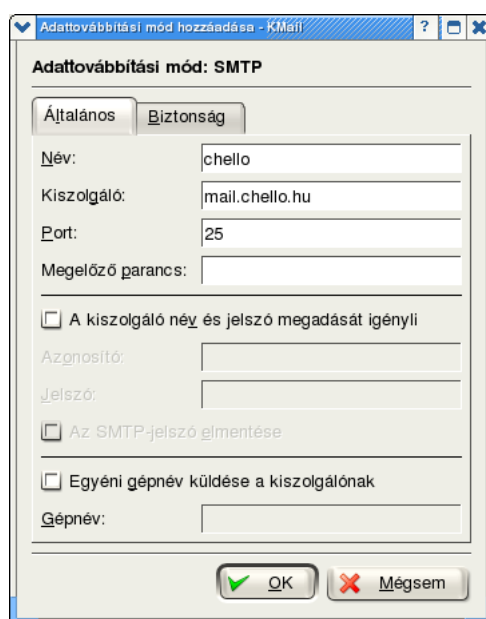 Adattovábbítási mód hozzáadása - KMail
Adattovábbítási mód: SMTP
Általános Biztonság
Név: chello
Kiszolgáló: mail.chello.hu
Port: 25
Megelőző parancs:
A kiszolgáló név és jelszó megadását igényli
Azonosító:
Jelszó:
Az SMTP-jelszó elmentése
Egyéni gépnév küldése a kiszolgálónak
Gépnév:
OK Mégsem